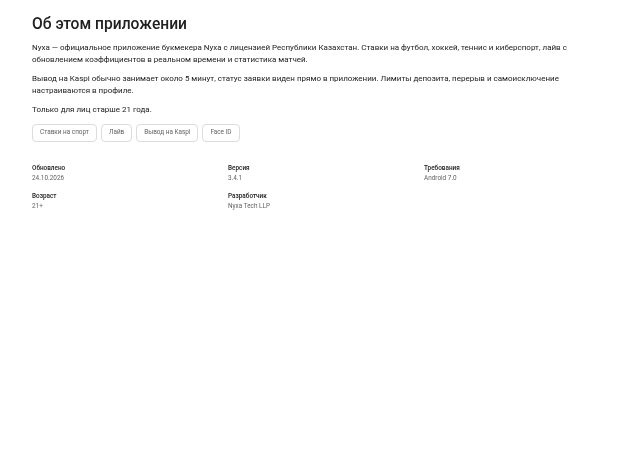 Об этом приложении
Nyxa — официальное приложение букмекера Nyxa с лицензией Республики Казахстан. Ставки на футбол, хоккей, теннис и киберспорт, лайв с
обновлением коэффициентов в реальном времени и статистика матчей.
Вывод на Kaspi обычно занимает около 5 минут, статус заявки виден прямо в приложении. Лимиты депозита, перерыв и самоисключение
настраиваются в профиле.
Только для лиц старше 21 года.
Ставки на спорт Лайв Вывод на Kaspi Face ID
Обновлено Версия Требования
24.10.2026 3.4.1 Android 7.0
Возраст Разработчик
21+ Nyxa Tech LLP